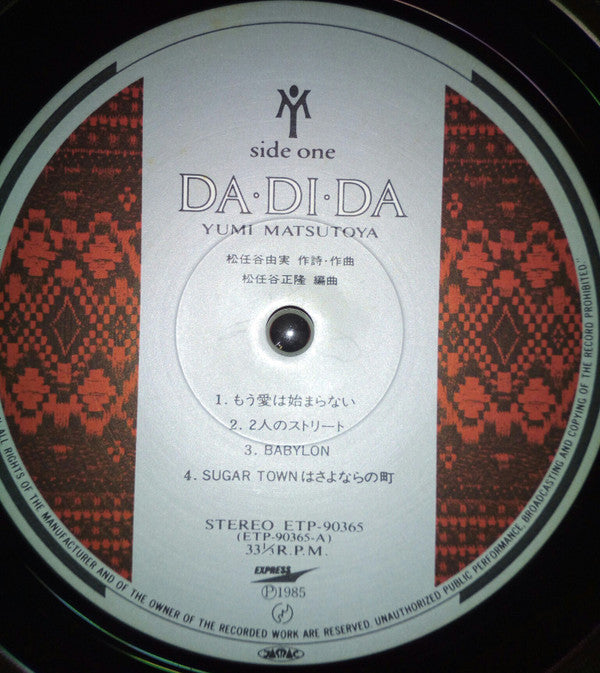 side one
DA·DI·DA
YUMI MATSUTOYA
松任谷由実 作詩・作曲
松任谷正隆 編曲
1. もう愛は始まらない
2. 2人のストリート
3. BABYLON
4. SUGAR TOWNはさよならの町
STEREO ETP-90365
(ETP-90365-A)
33⅓R.P.M.
EXPRESS
Ⓟ1985
JASRAC
ALL RIGHTS OF THE MANUFACTURER AND OF THE OWNER OF THE RECORDED WORK ARE RESERVED. UNAUTHORIZED PUBLIC PERFORMANCE, BROADCASTING AND COPYING OF THE RECORD PROHIBITED."